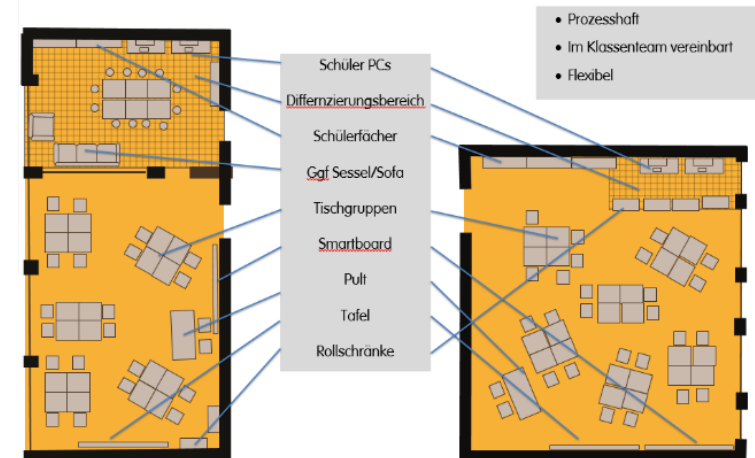 • Prozesshaft
• Im Klassenteam vereinbart
• Flexibel
Schüler PCs
Differnzierungsbereich
Schülerfächer
Ggf Sessel/Sofa
Tischgruppen
Smartboard
Pult
Tafel
Rollschränke